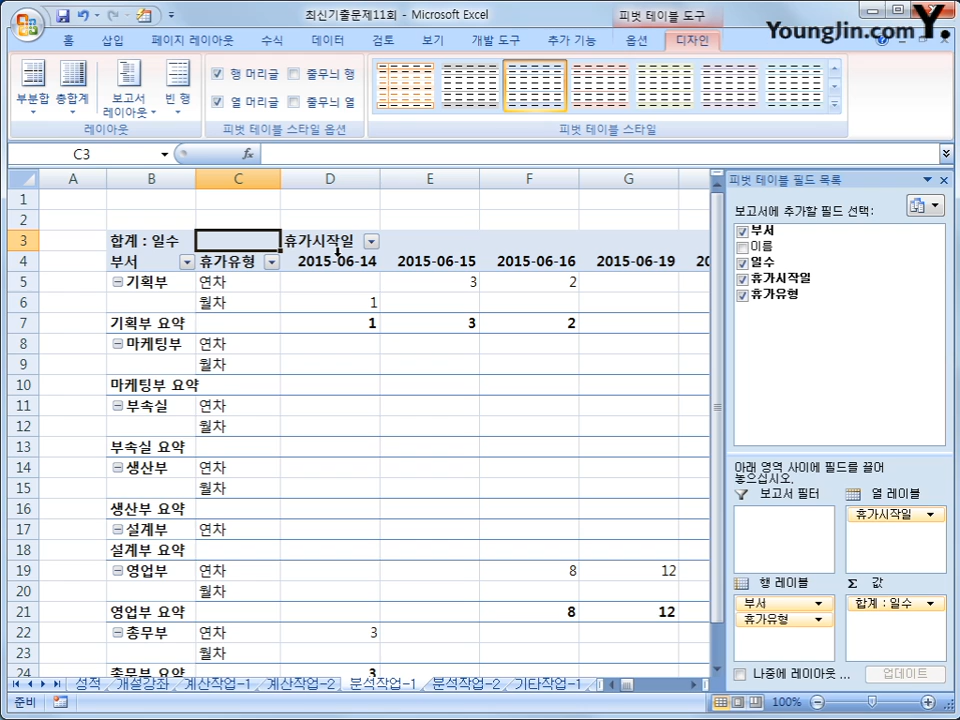 최신기출문제11회 - Microsoft Excel
피벗 테이블 도구
YoungJin.com Y.
홈 삽입 페이지 레이아웃 수식 데이터 검토 보기 개발 도구 추가 기능 옵션 디자인
부분합 총합계 보고서 레이아웃 빈 행
행 머리글 줄무늬 행
열 머리글 줄무늬 열
레이아웃 피벗 테이블 스타일 옵션 피벗 테이블 스타일
C3 fx
A B C D E F G
피벗 테이블 필드 목록
보고서에 추가할 필드 선택:
부서
이름
일수
휴가시작일
휴가유형
1
2
3 합계 : 일수 휴가시작일
4 부서 휴가유형 2015-06-14 2015-06-15 2015-06-16 2015-06-19 20
5 기획부 연차 3 2
6 월차 1
7 기획부 요약 1 3 2
8 마케팅부 연차
9 월차
10 마케팅부 요약
11 부속실 연차
12 월차
13 부속실 요약
14 생산부 연차
15 월차
16 생산부 요약
17 설계부 연차
18 설계부 요약
19 영업부 연차 8 12
20 월차
21 영업부 요약 8 12
22 총무부 연차 3
23 월차
24 총무부 요약 3
아래 영역 사이에 필드를 끌어
놓으십시오.
보고서 필터 열 레이블
휴가시작일
행 레이블 Σ 값
부서 합계 : 일수
휴가유형
나중에 레이아웃 ... 업데이트
성적 개설강좌 계산작업-1 계산작업-2 분석작업-1 분석작업-2 기타작업-1
준비 100%